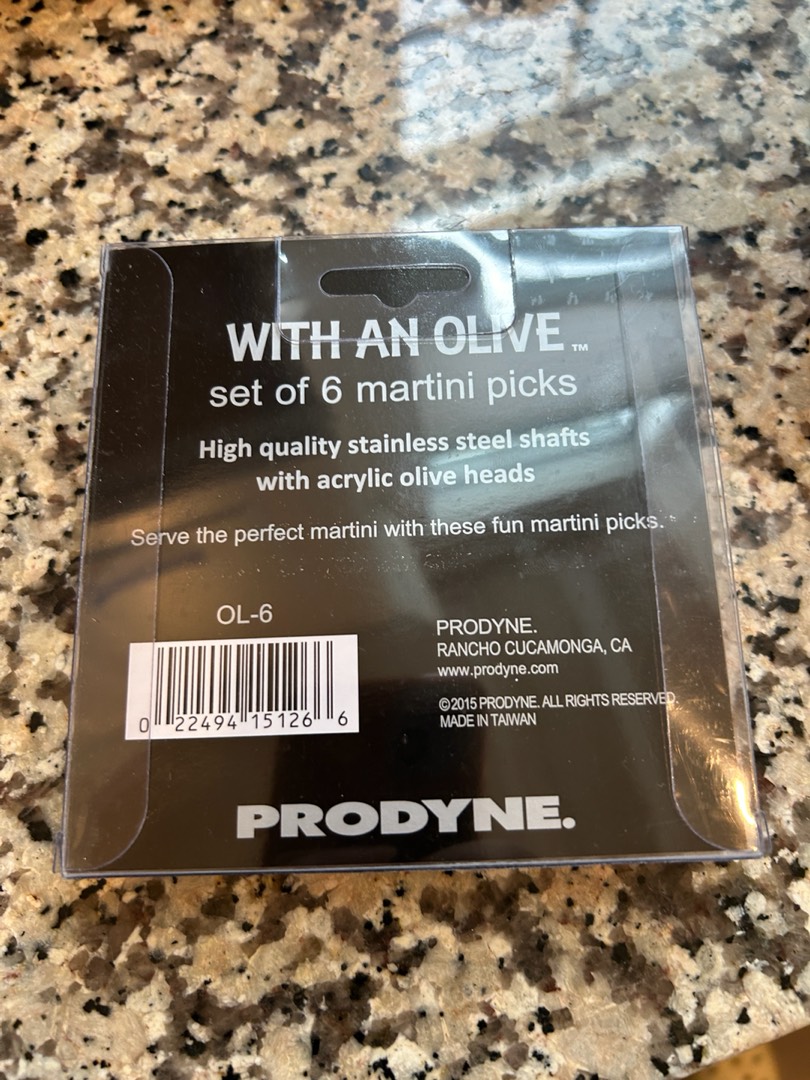 WITH AN OLIVE™
set of 6 martini picks
High quality stainless steel shafts
with acrylic olive heads
Serve the perfect martini with these fun martini picks.
OL-6
0 22494 15126 6
PRODYNE.
RANCHO CUCAMONGA, CA
www.prodyne.com
©2015 PRODYNE. ALL RIGHTS RESERVED.
MADE IN TAIWAN
PRODYNE.